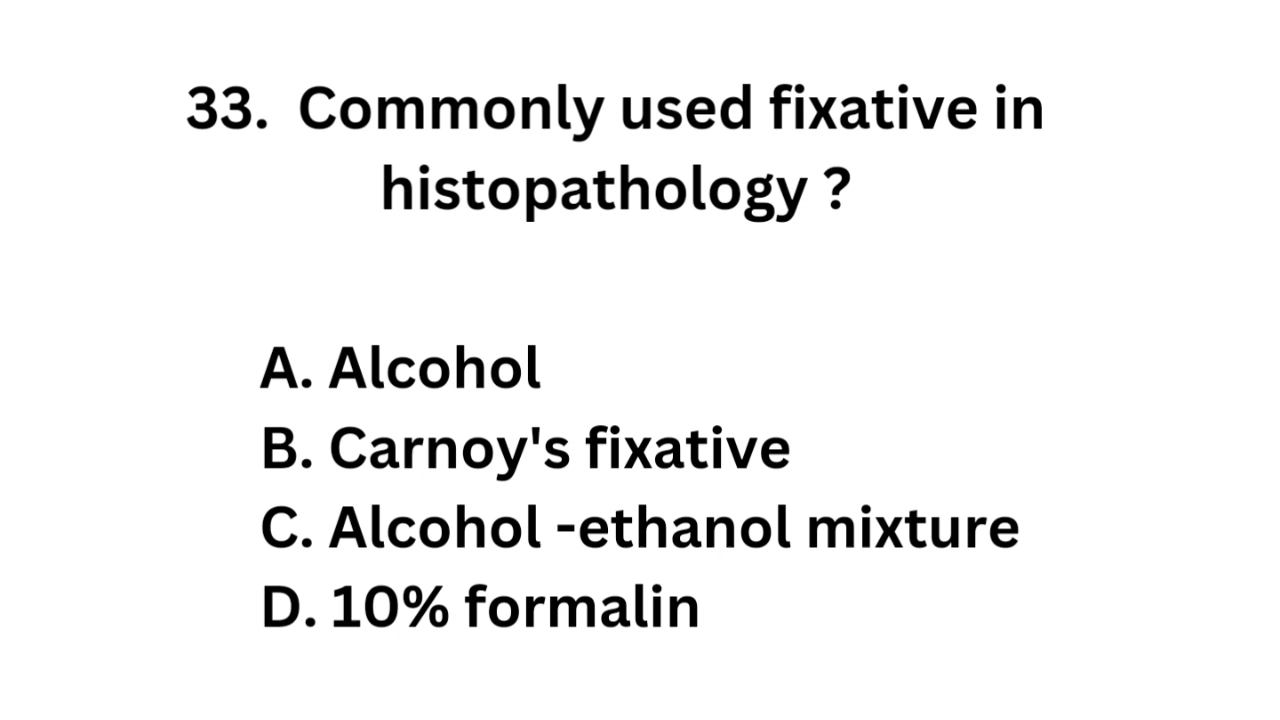 33. Commonly used fixative in
histopathology ?
A. Alcohol
B. Carnoy's fixative
C. Alcohol -ethanol mixture
D. 10% formalin